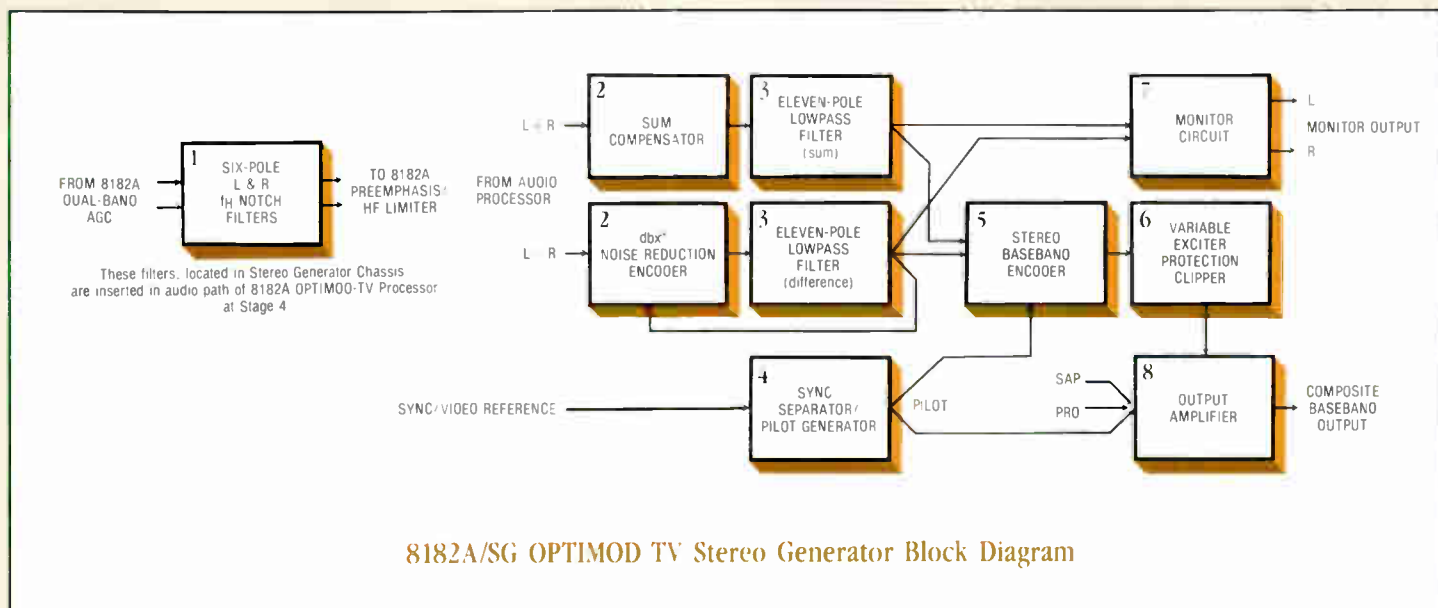 1
SIX-POLE
L & R
fH NOTCH
FILTERS
FROM 8182A
DUAL-BAND
AGC
TO 8182A
PREEMPHASIS/
HF LIMITER
These filters, located in Stereo Generator Chassis
are inserted in audio path of 8182A OPTIMOD-TV Processor
at Stage 4
L + R
FROM AUDIO
PROCESSOR
L - R
2
SUM
COMPENSATOR
3
ELEVEN-POLE
LOWPASS
FILTER
(sum)
7
MONITOR
CIRCUIT
L
MONITOR OUTPUT
R
2
dbx®
NOISE REDUCTION
ENCODER
3
ELEVEN-POLE
LOWPASS
FILTER
(difference)
5
STEREO
BASEBAND
ENCODER
6
VARIABLE
EXCITER
PROTECTION
CLIPPER
SYNC/VIDEO REFERENCE
4
SYNC
SEPARATOR/
PILOT GENERATOR
PILOT
SAP
PRO
8
OUTPUT
AMPLIFIER
COMPOSITE
BASEBAND
OUTPUT
8182A/SG OPTIMOD TV Stereo Generator Block Diagram